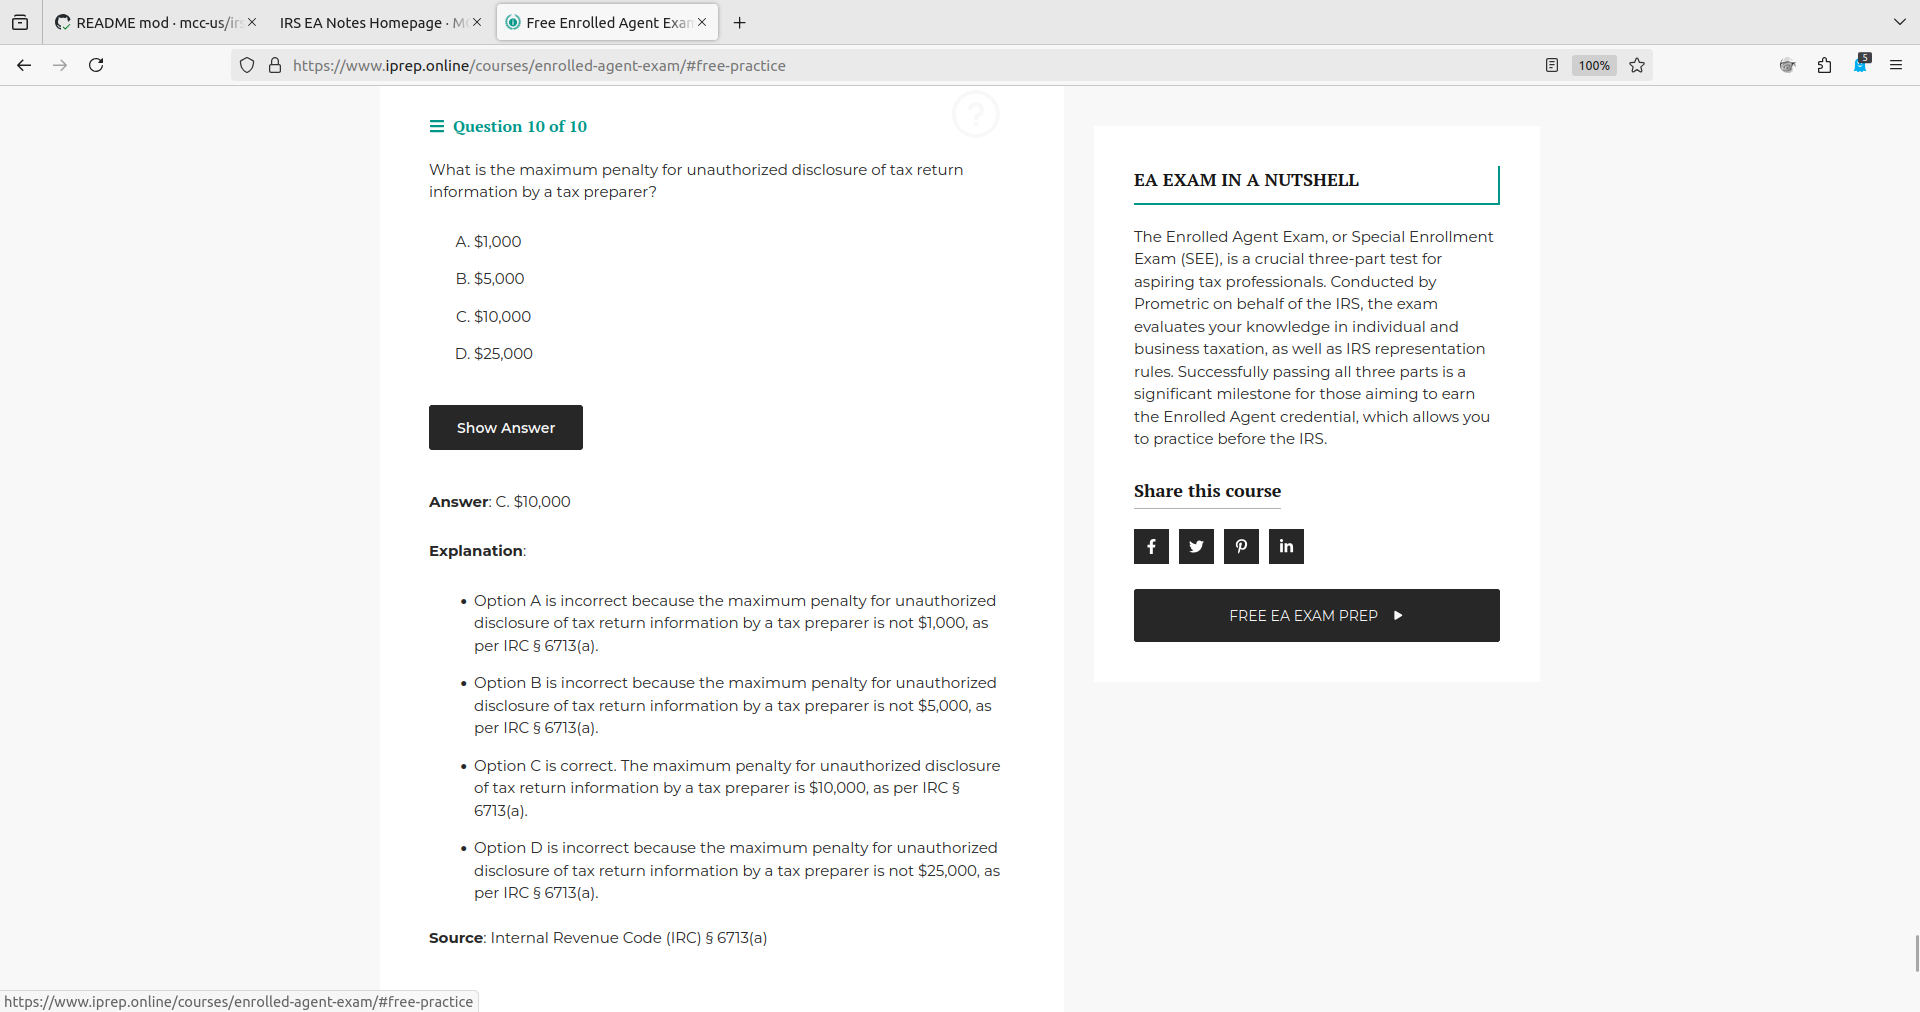 README mod · mcc-us/irs
IRS EA Notes Homepage · MC
Free Enrolled Agent Exam
https://www.iprep.online/courses/enrolled-agent-exam/#free-practice
100%
5
Question 10 of 10
?
What is the maximum penalty for unauthorized disclosure of tax return
information by a tax preparer?
A. $1,000
B. $5,000
C. $10,000
D. $25,000
Show Answer
Answer: C. $10,000
Explanation:
• Option A is incorrect because the maximum penalty for unauthorized
disclosure of tax return information by a tax preparer is not $1,000, as
per IRC § 6713(a).
• Option B is incorrect because the maximum penalty for unauthorized
disclosure of tax return information by a tax preparer is not $5,000, as
per IRC § 6713(a).
• Option C is correct. The maximum penalty for unauthorized disclosure
of tax return information by a tax preparer is $10,000, as per IRC §
6713(a).
• Option D is incorrect because the maximum penalty for unauthorized
disclosure of tax return information by a tax preparer is not $25,000, as
per IRC § 6713(a).
Source: Internal Revenue Code (IRC) § 6713(a)
EA EXAM IN A NUTSHELL
The Enrolled Agent Exam, or Special Enrollment
Exam (SEE), is a crucial three-part test for
aspiring tax professionals. Conducted by
Prometric on behalf of the IRS, the exam
evaluates your knowledge in individual and
business taxation, as well as IRS representation
rules. Successfully passing all three parts is a
significant milestone for those aiming to earn
the Enrolled Agent credential, which allows you
to practice before the IRS.
Share this course
FREE EA EXAM PREP
https://www.iprep.online/courses/enrolled-agent-exam/#free-practice